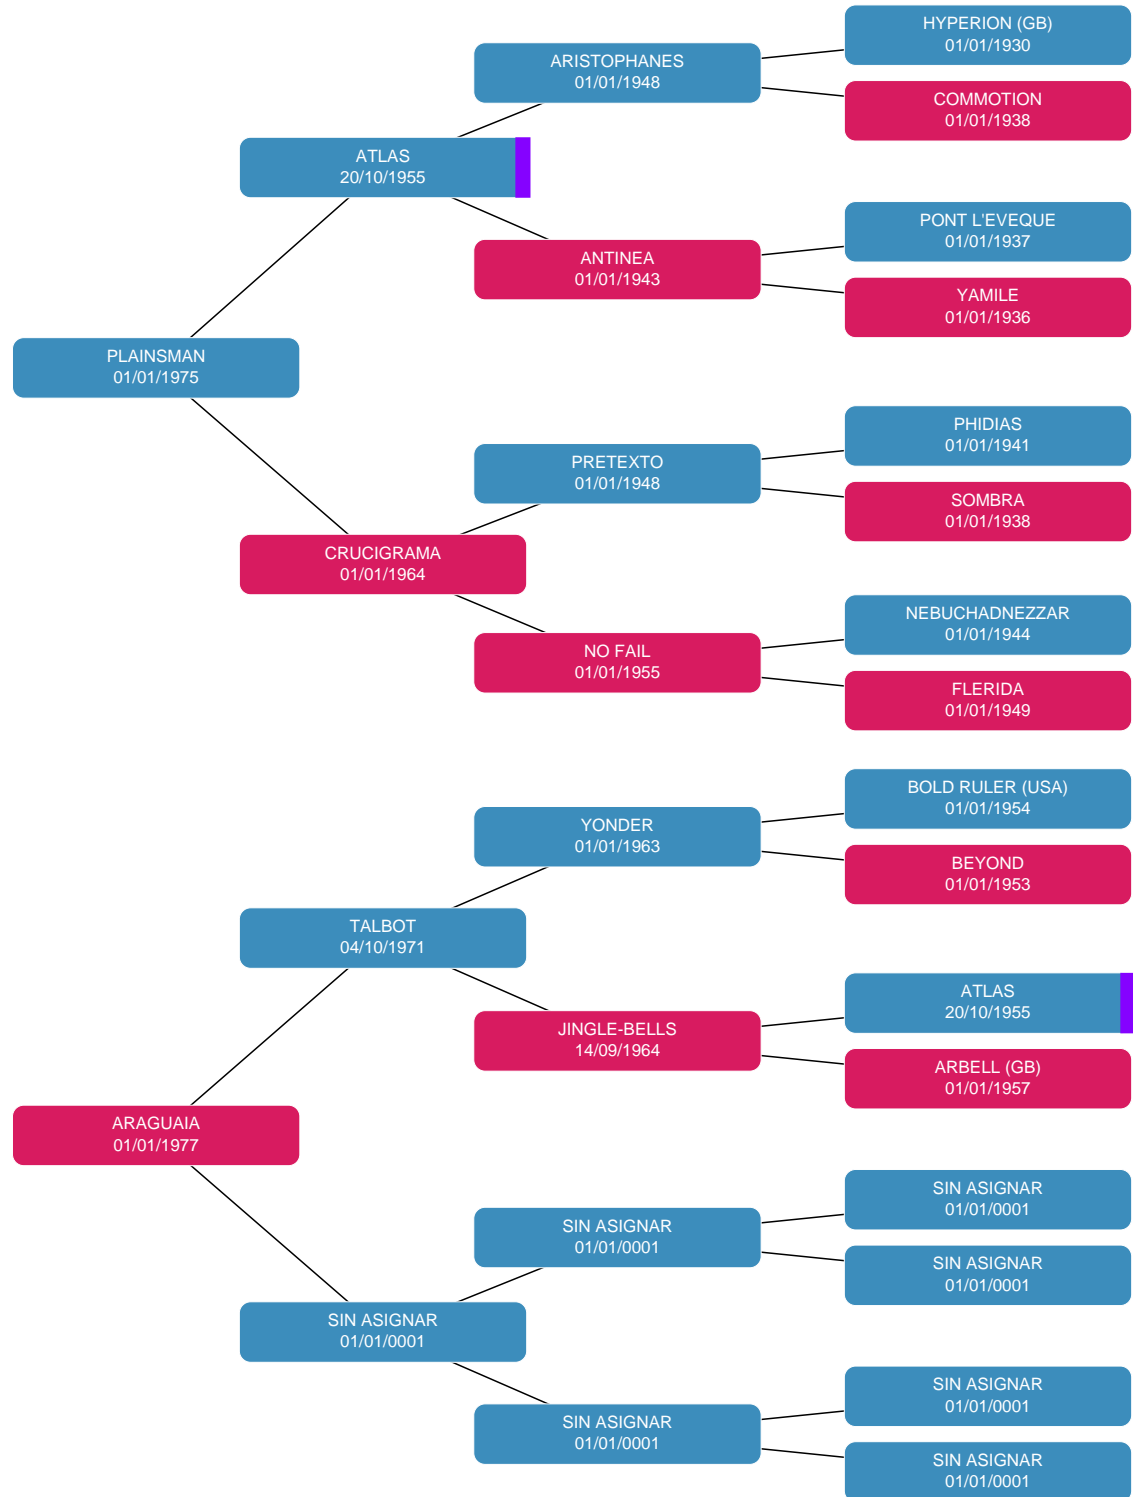 HYPERION (GB)
01/01/1930
ARISTOPHANES
01/01/1948
COMMOTION
01/01/1938
ATLAS
20/10/1955
PONT L'EVEQUE
01/01/1937
ANTINEA
01/01/1943
YAMILE
01/01/1936
PLAINSMAN
01/01/1975
PHIDIAS
01/01/1941
PRETEXTO
01/01/1948
SOMBRA
01/01/1938
CRUCIGRAMA
01/01/1964
NEBUCHADNEZZAR
01/01/1944
NO FAIL
01/01/1955
FLERIDA
01/01/1949
BOLD RULER (USA)
01/01/1954
YONDER
01/01/1963
BEYOND
01/01/1953
TALBOT
04/10/1971
ATLAS
20/10/1955
JINGLE-BELLS
14/09/1964
ARBELL (GB)
01/01/1957
ARAGUAIA
01/01/1977
SIN ASIGNAR
01/01/0001
SIN ASIGNAR
01/01/0001
SIN ASIGNAR
01/01/0001
SIN ASIGNAR
01/01/0001
SIN ASIGNAR
01/01/0001
SIN ASIGNAR
01/01/0001
SIN ASIGNAR
01/01/0001